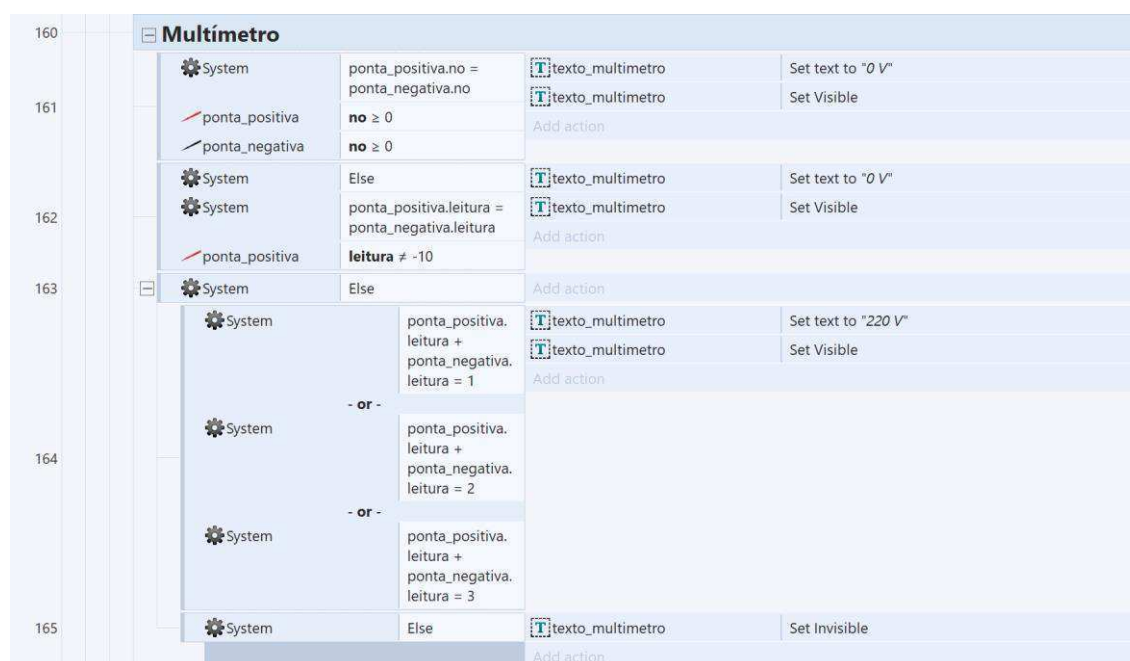 160
Multímetro
161
System
ponta_positiva.no =
ponta_negativa.no
ponta_positiva
no ≥ 0
ponta_negativa
no ≥ 0
T texto_multimetro
Set text to "0 V"
T texto_multimetro
Set Visible
Add action
162
System
Else
System
ponta_positiva.leitura =
ponta_negativa.leitura
ponta_positiva
leitura ≠ -10
T texto_multimetro
Set text to "0 V"
T texto_multimetro
Set Visible
Add action
163
System
Else
Add action
164
System
ponta_positiva.
leitura +
ponta_negativa.
leitura = 1
- or -
System
ponta_positiva.
leitura +
ponta_negativa.
leitura = 2
- or -
System
ponta_positiva.
leitura +
ponta_negativa.
leitura = 3
T texto_multimetro
Set text to "220 V"
T texto_multimetro
Set Visible
Add action
165
System
Else
T texto_multimetro
Set Invisible
Add action